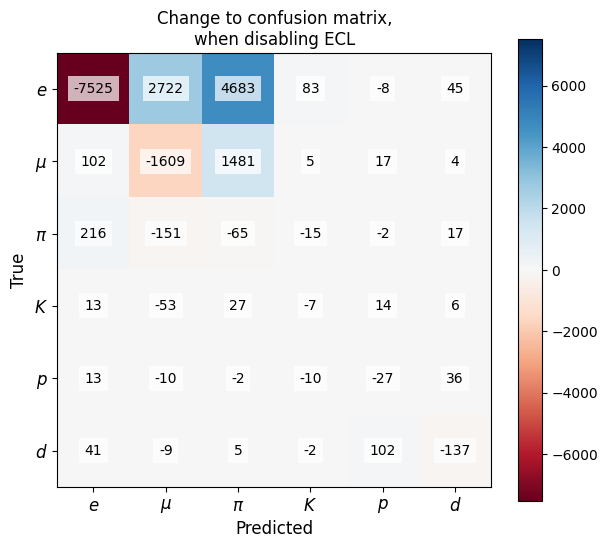 Change to confusion matrix,
when disabling ECL
e -7525 2722 4683 83 -8 45
μ 102 -1609 1481 5 17 4
π 216 -151 -65 -15 -2 17
K 13 -53 27 -7 14 6
p 13 -10 -2 -10 -27 36
d 41 -9 5 -2 102 -137
e μ π K p d
True
Predicted
6000
4000
2000
0
−2000
−4000
−6000